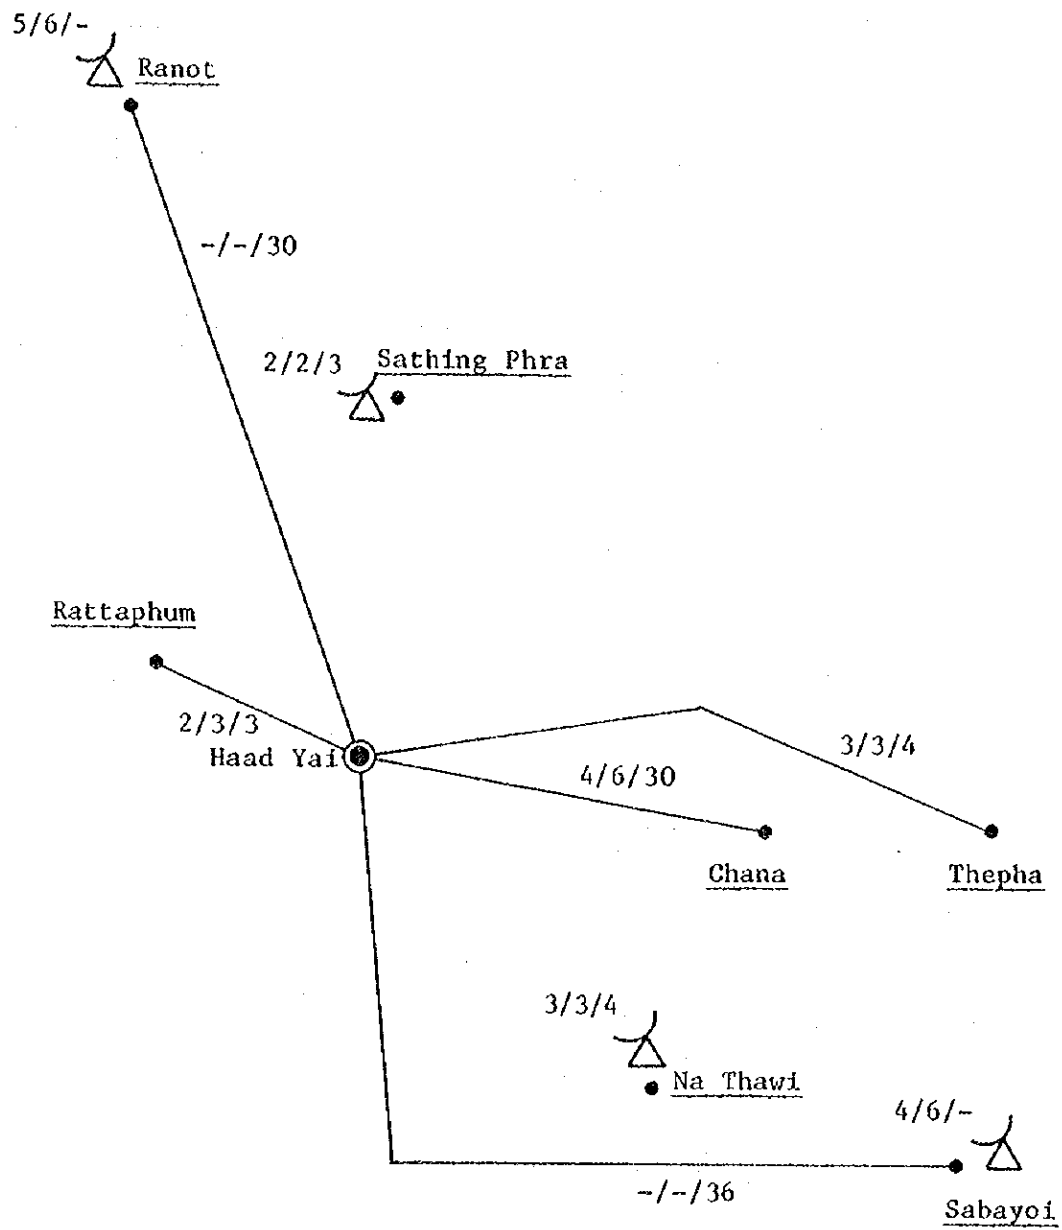 5/6/-
Ranot
-/-/30
2/2/3
Sathing Phra
Rattaphum
2/3/3
Haad Yai
3/3/4
4/6/30
Chana
Thepha
3/3/4
Na Thawi
4/6/-
-/-/36
Sabayoi